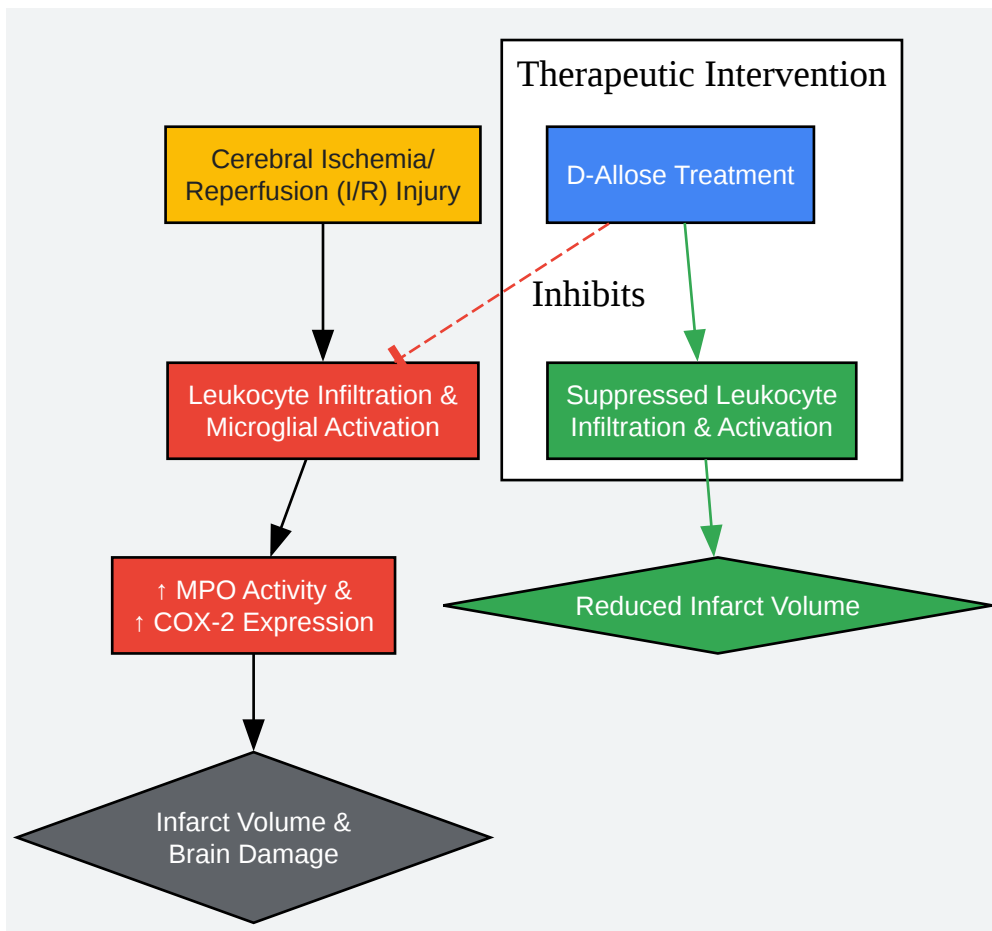 Therapeutic Intervention
Cerebral Ischemia/
Reperfusion (I/R) Injury
D-Allose Treatment
Inhibits
Leukocyte Infiltration &
Microglial Activation
Suppressed Leukocyte
Infiltration & Activation
↑ MPO Activity &
↑ COX-2 Expression
Reduced Infarct Volume
Infarct Volume &
Brain Damage